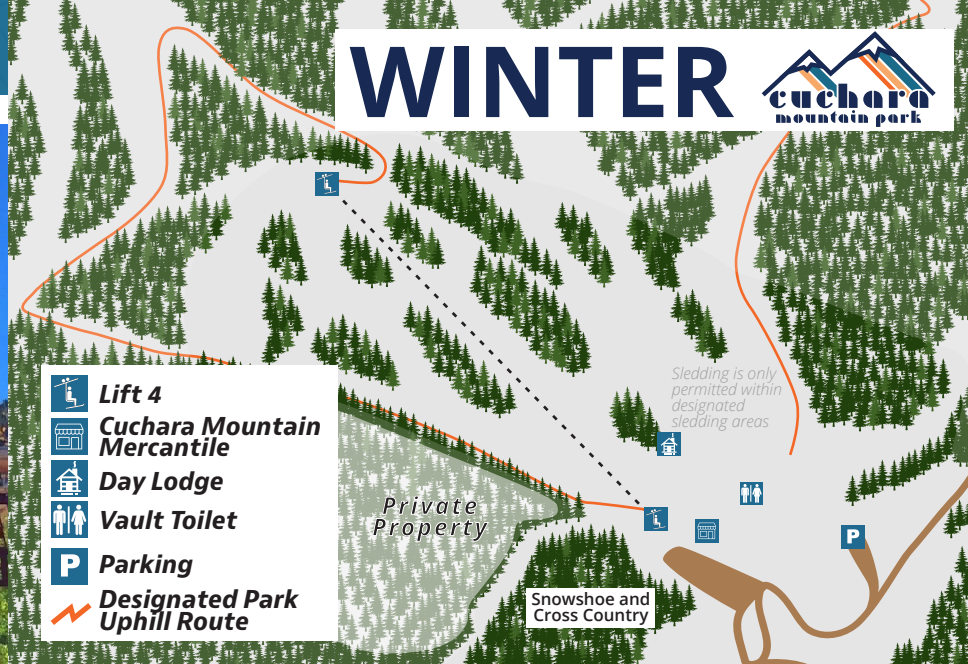 WINTER
cuchara
mountain park
Sledding is only
permitted within
designated
sledding areas
Lift 4
Cuchara Mountain
Mercantile
Day Lodge
Vault Toilet
P
Parking
Designated Park
Uphill Route
Private
Property
P
Snowshoe and
Cross Country